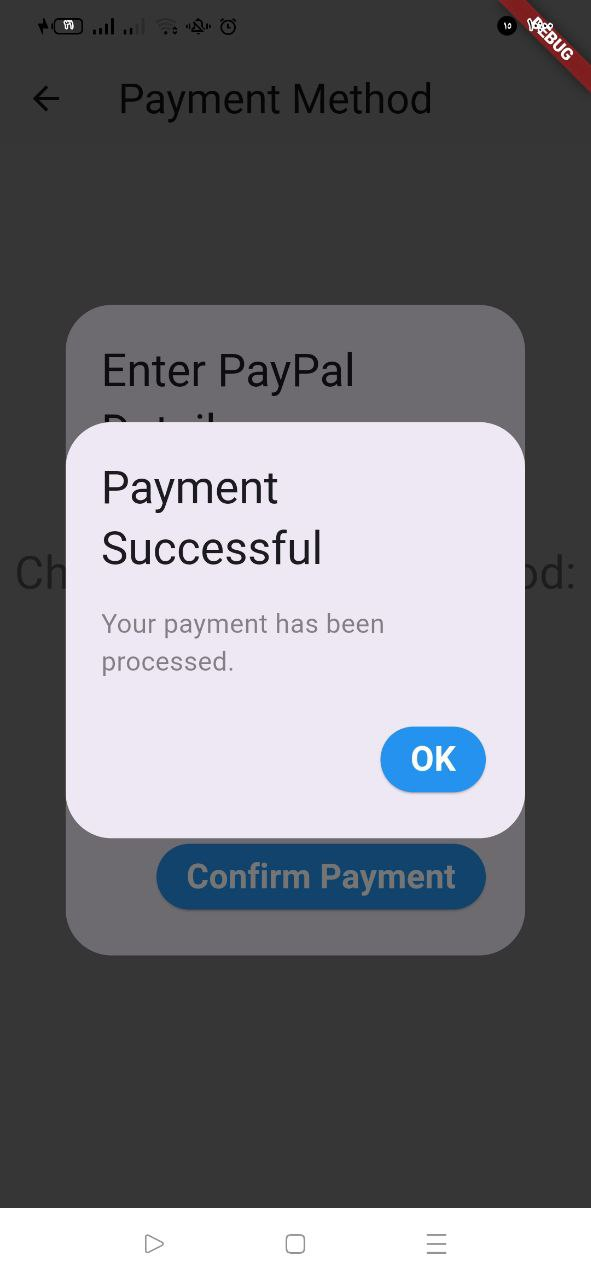 DEBUG
Payment Method
Enter PayPal
Payment
Successful
Your payment has been
processed.
OK
Confirm Payment